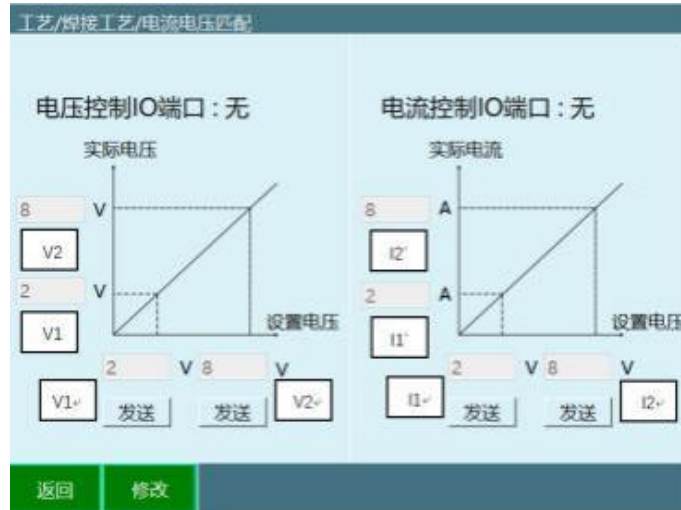 工艺/焊接工艺/电流电压匹配
电压控制IO端口：无
实际电压
8 V
V2
2 V
V1
设置电压
2 V 8 V
V1↵ 发送 发送 V2↵
电流控制IO端口：无
实际电流
8 A
I2`
2 A
I1`
设置电压
2 V 8 V
I1↵ 发送 发送 I2↵
返回 修改